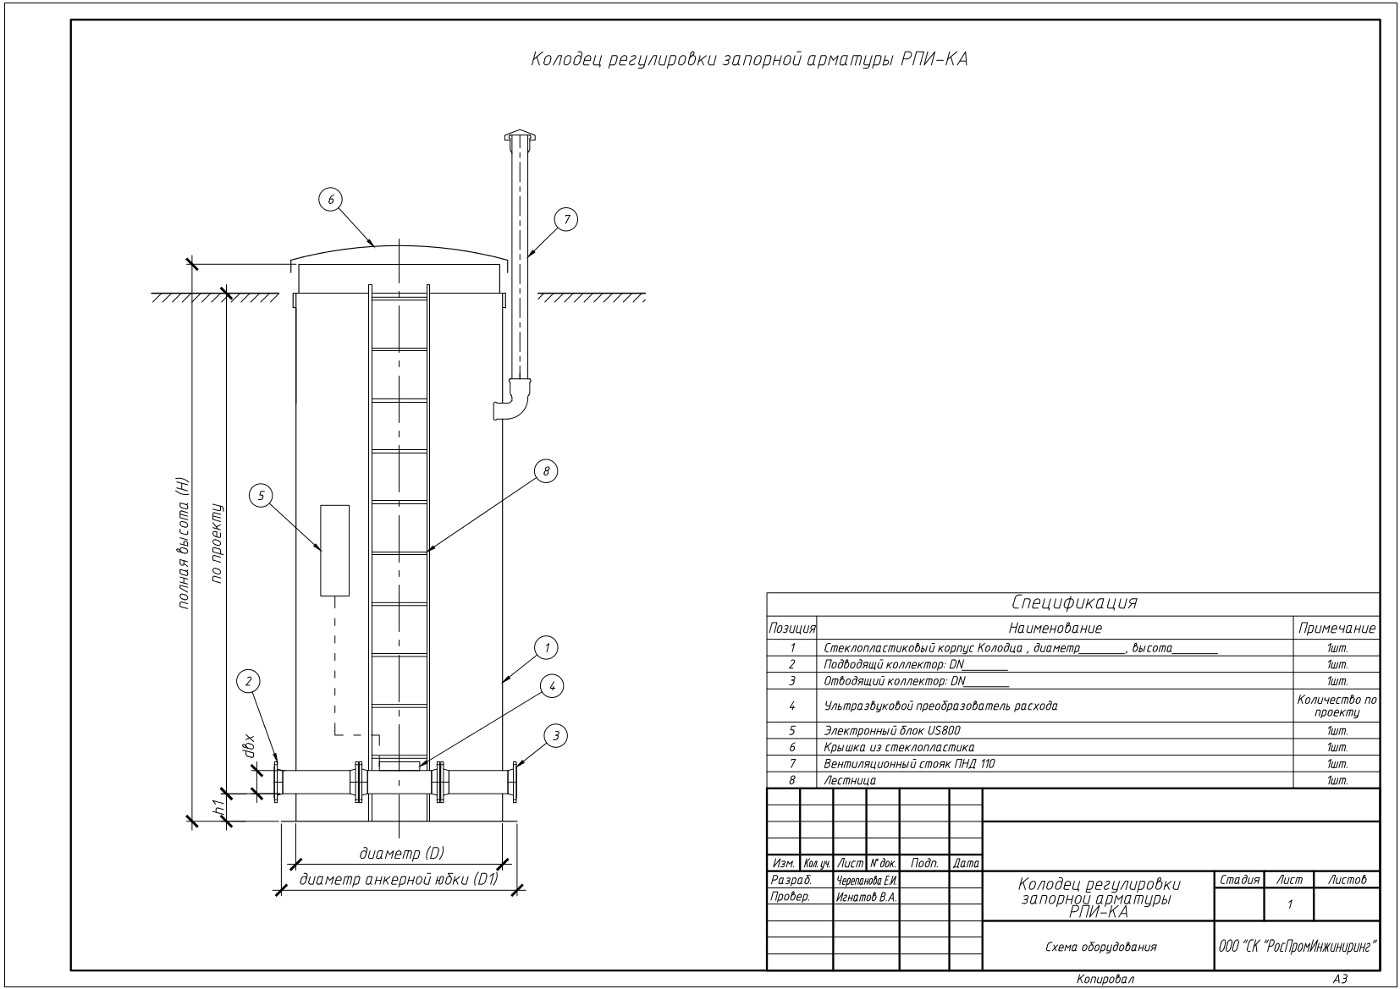 Колодец регулировки запорной арматуры РПИ-КА
6
7
8
5
1
2
4
3
полная высота (H)
по проекту
dвх
h1
диаметр (D)
диаметр анкерной юбки (D1)
Спецификация
Позиция Наименование Примечание
1 Стеклопластиковый корпус Колодца , диаметр_______, высота_______ 1шт.
2 Подводящй коллектор: DN_______ 1шт.
3 Отводящий коллектор: DN_______ 1шт.
4 Ультразвуковой преобразователь расхода Количество по
проекту
5 Электронный блок US800 1шт.
6 Крышка из стеклопластика 1шт.
7 Вентиляционный стояк ПНД 110 1шт.
8 Лестница 1шт.
Изм. Кол.уч. Лист № док. Подп. Дата
Разраб. Черепанова Е.И.
Провер. Игнатов В.А.
Колодец регулировки
запорной арматуры
РПИ-КА
Стадия Лист Листов
1
Схема оборудования
ООО "СК "РосПромИнжиниринг"
Копировал А3